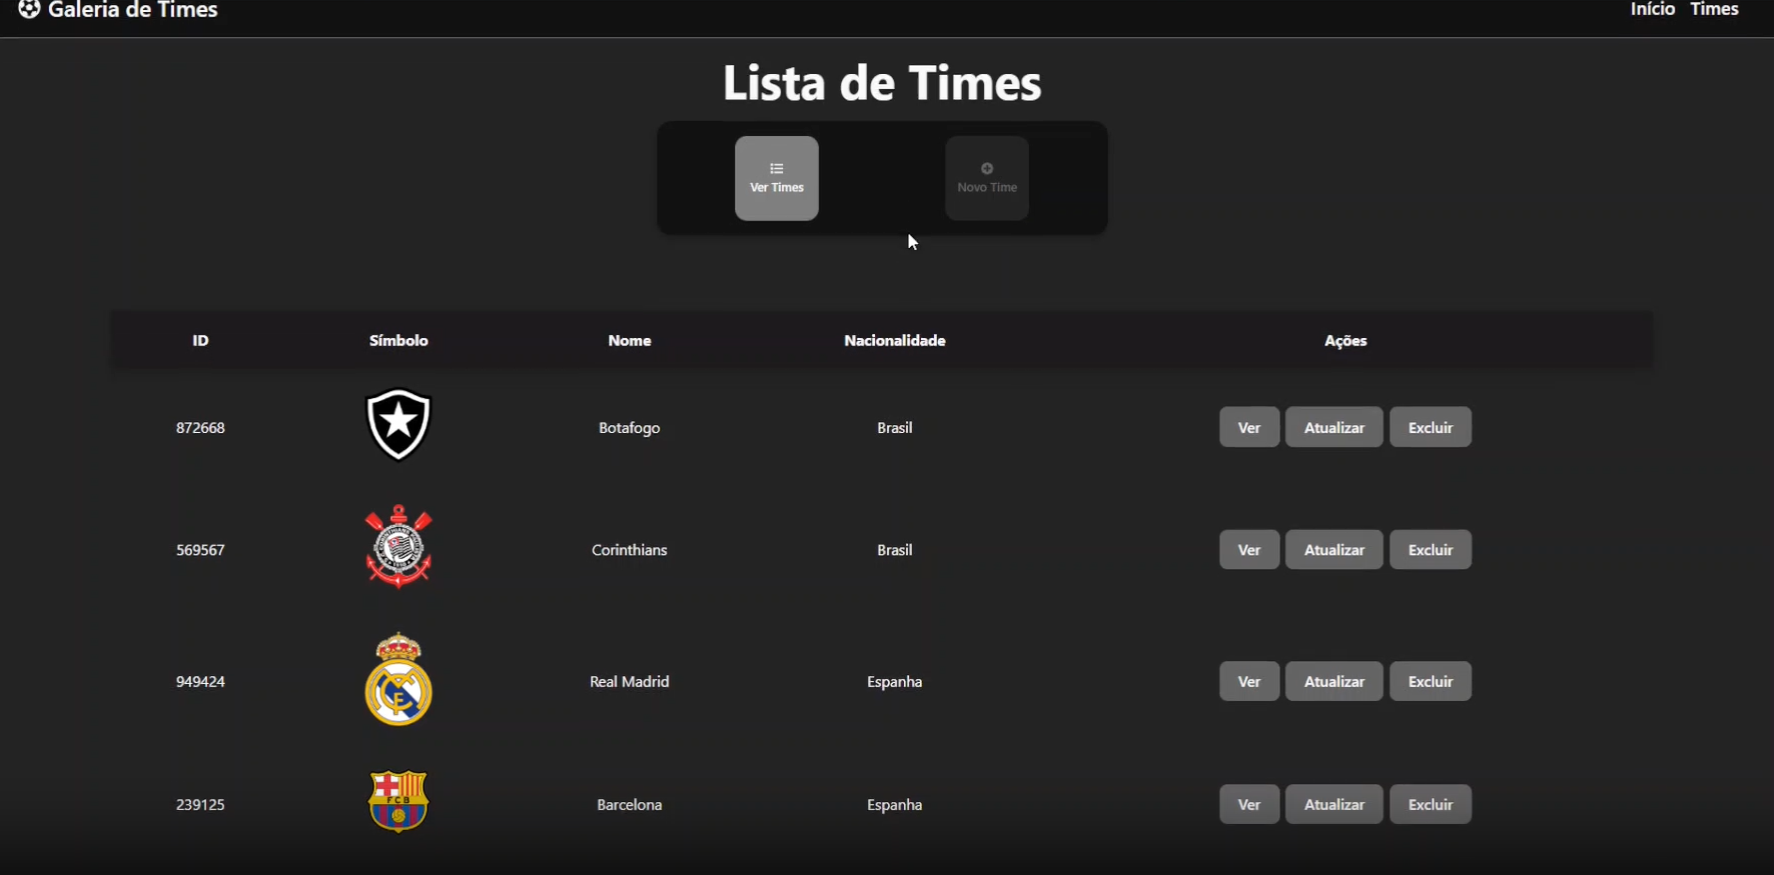 Galeria de Times
Início Times
Lista de Times
Ver Times
Novo Time
ID Símbolo Nome Nacionalidade Ações
872668 Botafogo Brasil Ver Atualizar Excluir
569567 Corinthians Brasil Ver Atualizar Excluir
949424 Real Madrid Espanha Ver Atualizar Excluir
FCB
239125 Barcelona Espanha Ver Atualizar Excluir